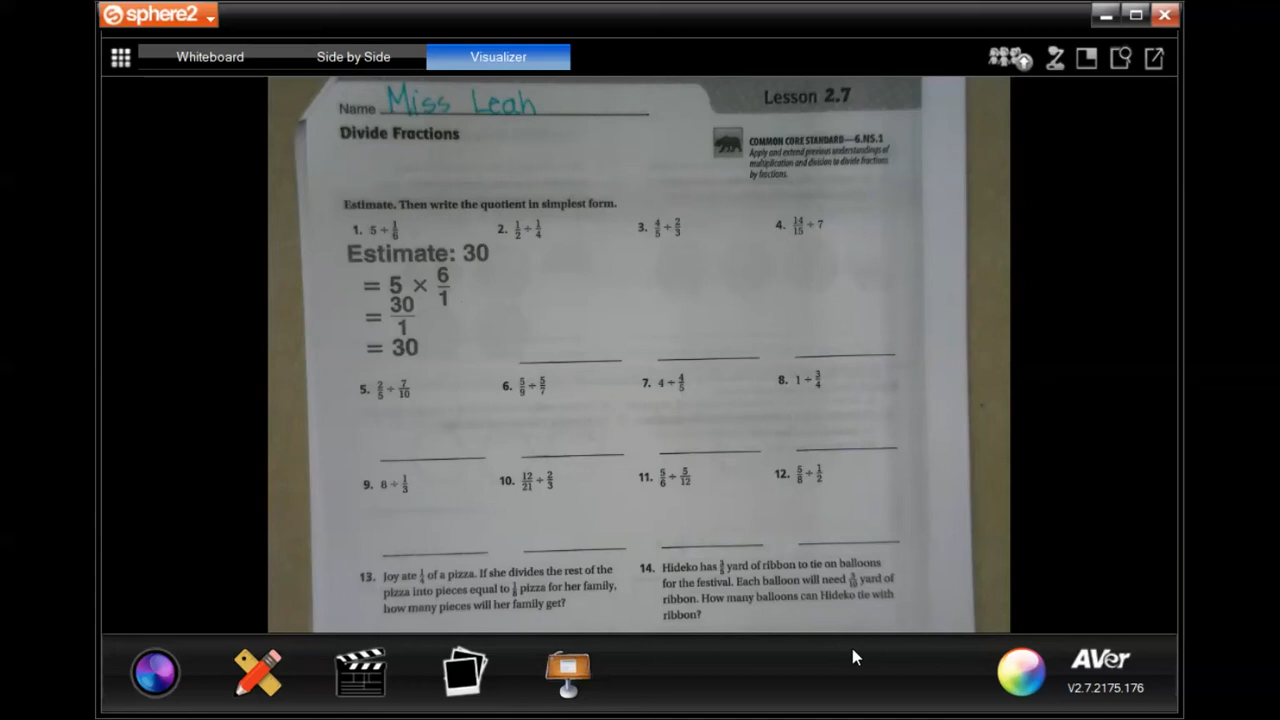 sphere2
Whiteboard Side by Side Visualizer
Name Miss Leah
Lesson 2.7
Divide Fractions
COMMON CORE STANDARD—6.NS.1
Apply and extend previous understandings of
multiplication and division to divide fractions
by fractions.
Estimate. Then write the quotient in simplest form.
1. 5 ÷ 1/6 2. 1/2 ÷ 1/4 3. 4/5 ÷ 2/3 4. 14/15 ÷ 7
Estimate: 30
= 5 × 6/1
= 30/1
= 30
5. 2/5 ÷ 7/10 6. 5/9 ÷ 5/7 7. 4 ÷ 4/5 8. 1 ÷ 3/4
9. 8 ÷ 1/3 10. 12/21 ÷ 2/3 11. 5/6 ÷ 5/12 12. 5/8 ÷ 1/2
13. Joy ate 1/4 of a pizza. If she divides the rest of the
pizza into pieces equal to 1/8 pizza for her family,
how many pieces will her family get?
14. Hideko has yard of ribbon to tie on balloons
for the festival. Each balloon will need 3/10 yard of
ribbon. How many balloons can Hideko tie with
ribbon?
AVer
V2.7.2175.176